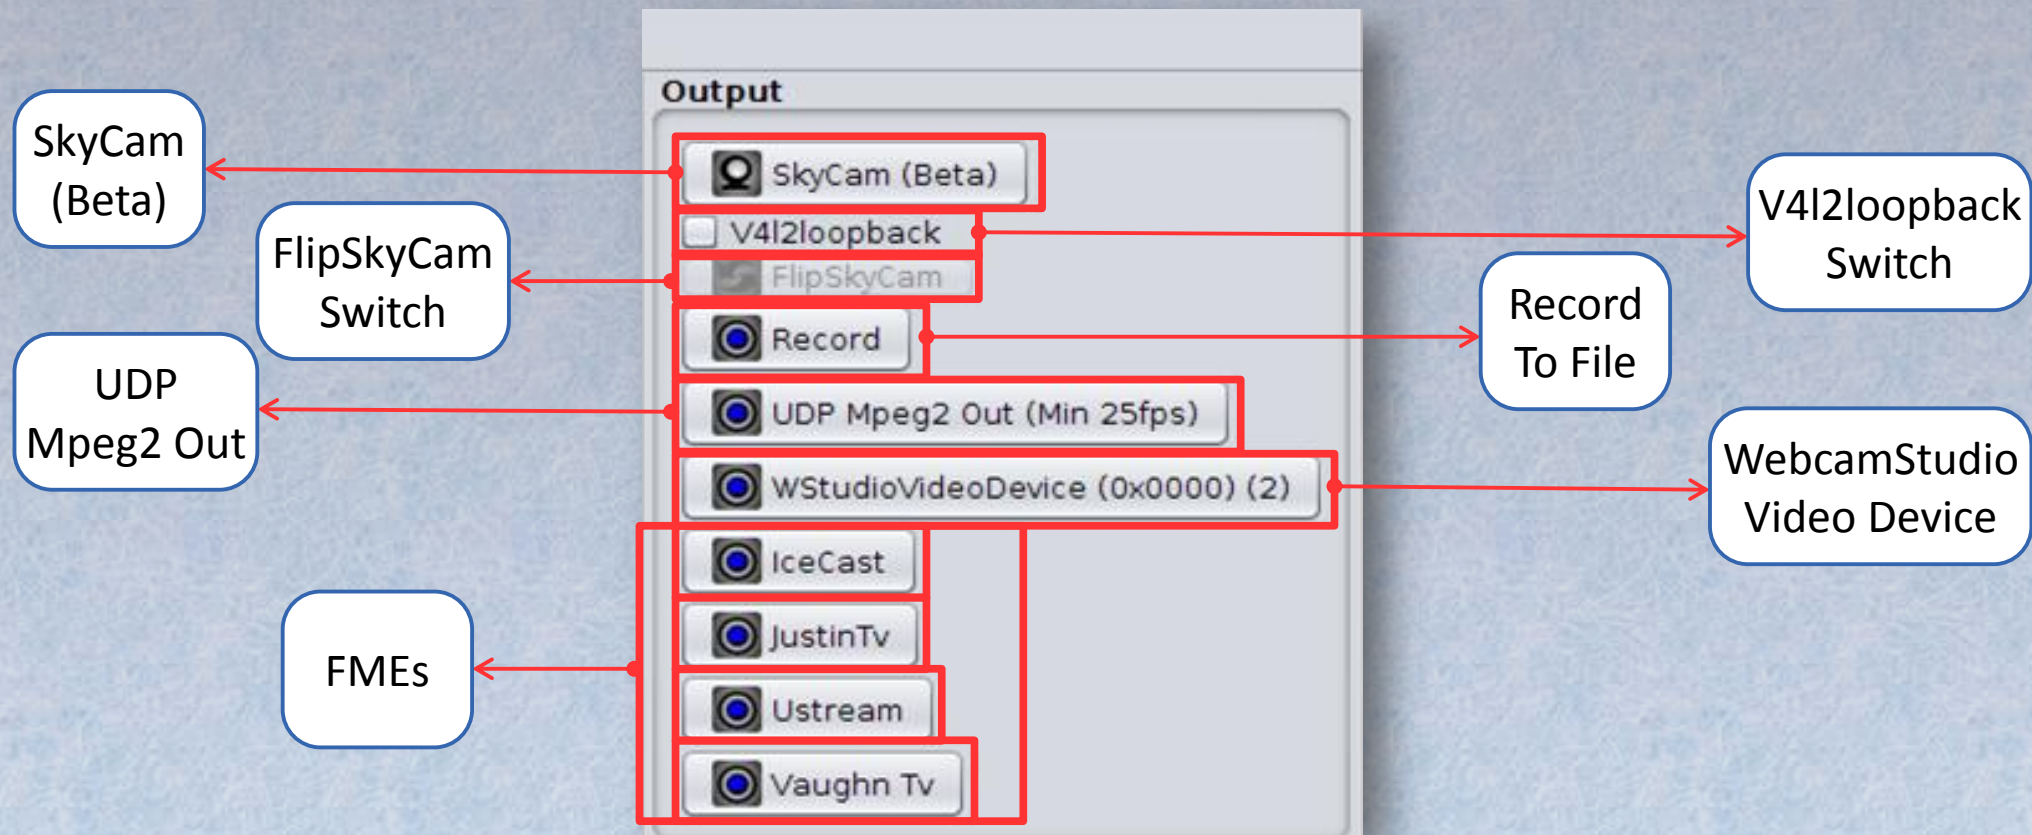 Output
SkyCam (Beta)
V4l2loopback
FlipSkyCam
Record
UDP Mpeg2 Out (Min 25fps)
WStudioVideoDevice (0x0000) (2)
IceCast
JustinTv
Ustream
Vaughn Tv
SkyCam
(Beta)
FlipSkyCam
Switch
UDP
Mpeg2 Out
FMEs
V4l2loopback
Switch
Record
To File
WebcamStudio
Video Device